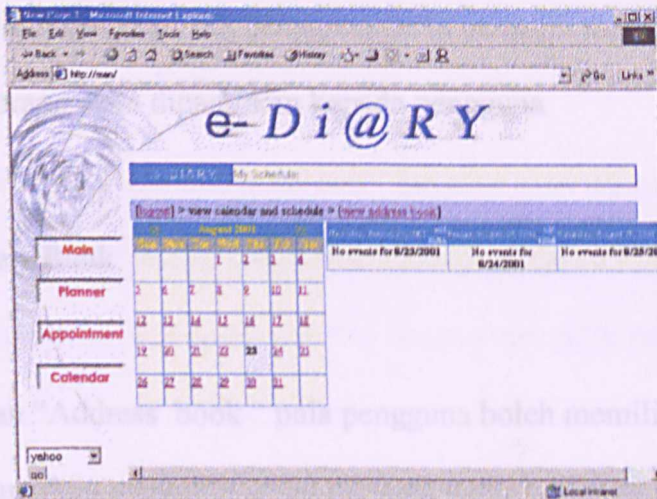 New Page 1 - Microsoft Internet Explorer
File Edit View Favorites Tools Help
Back Search Favorites History
Address http://nsan/ Go Links »
e- D i @ R Y
DIARY My Schedule
[home] > view calendar and schedule > [view address book]
August 2001
Sun Mon Tue Wed Thu Fri Sat
1 2 3 4
5 6 7 8 9 10 11
12 13 14 15 16 17 18
19 20 21 22 23 24 25
26 27 28 29 30 31
No events for 8/23/2001 No events for 8/24/2001 No events for 8/25/20
Main
Planner
Appointment
Calendar
"Address book" pula pengguna boleh memili
yahoo
go
Local intranet